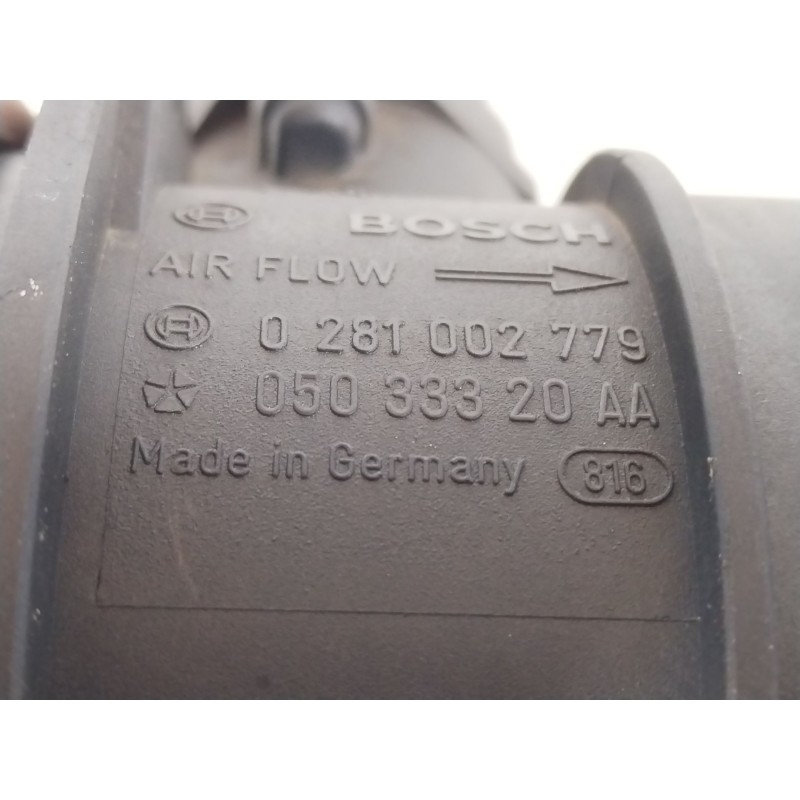 BOSCH
AIR FLOW
0 281 002 779
050 333 20 AA
Made in Germany 816